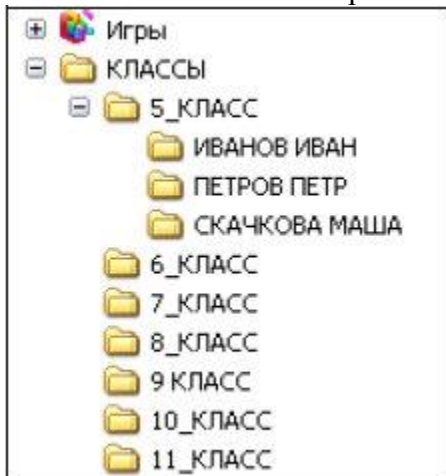 Игры
КЛАССЫ
5_КЛАСС
ИВАНОВ ИВАН
ПЕТРОВ ПЕТР
СКАЧКОВА МАША
6_КЛАСС
7_КЛАСС
8_КЛАСС
9 КЛАСС
10_КЛАСС
11_КЛАСС